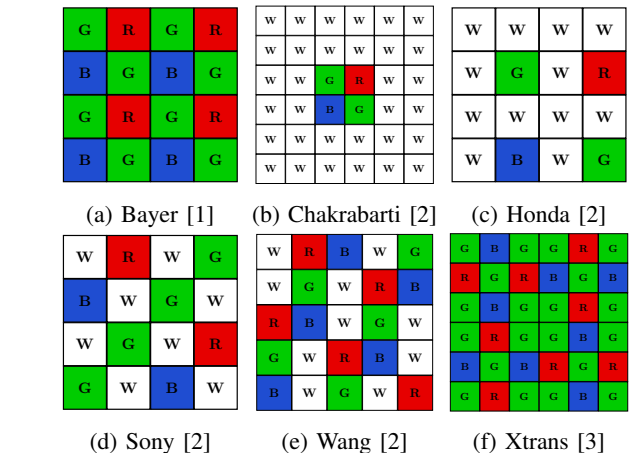 G R G R
B G B G
G R G R
B G B G
(a) Bayer [1]
W W W W W W
W W W W W W
W W G R W W
W W B G W W
W W W W W W
W W W W W W
(b) Chakrabarti [2]
W W W W
W G W R
W W W W
W B W G
(c) Honda [2]
W R W G
B W G W
W G W R
G W B W
(d) Sony [2]
W R B W G
W G W R B
R B W G W
G W R B W
B W G W R
(e) Wang [2]
G B G G R G
R G R B G B
G B G G R G
G R G G B G
B G B R G R
G R G G B G
(f) Xtrans [3]